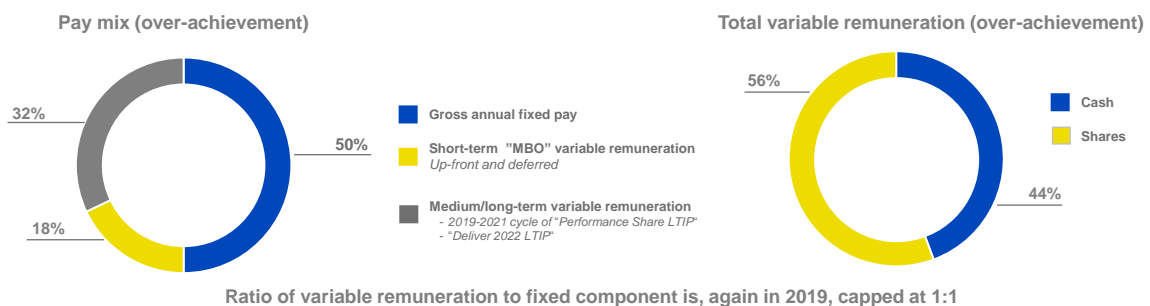 Pay mix (over-achievement)
32%
18%
50%
Gross annual fixed pay
Short-term ”MBO” variable remuneration
Up-front and deferred
Medium/long-term variable remuneration
- 2019-2021 cycle of “Performance Share LTIP“
- “Deliver 2022 LTIP“
Total variable remuneration (over-achievement)
56%
44%
Cash
Shares
Ratio of variable remuneration to fixed component is, again in 2019, capped at 1:1